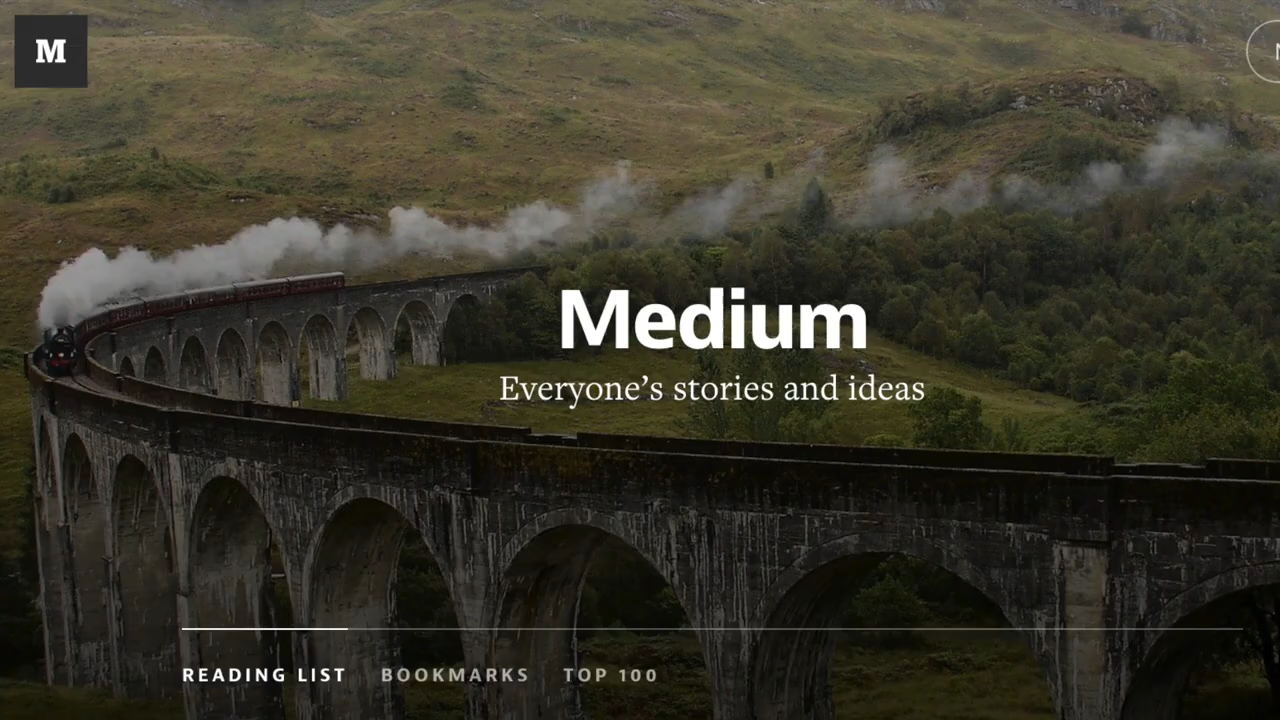 M
Medium
Everyone’s stories and ideas
READING LIST BOOKMARKS TOP 100